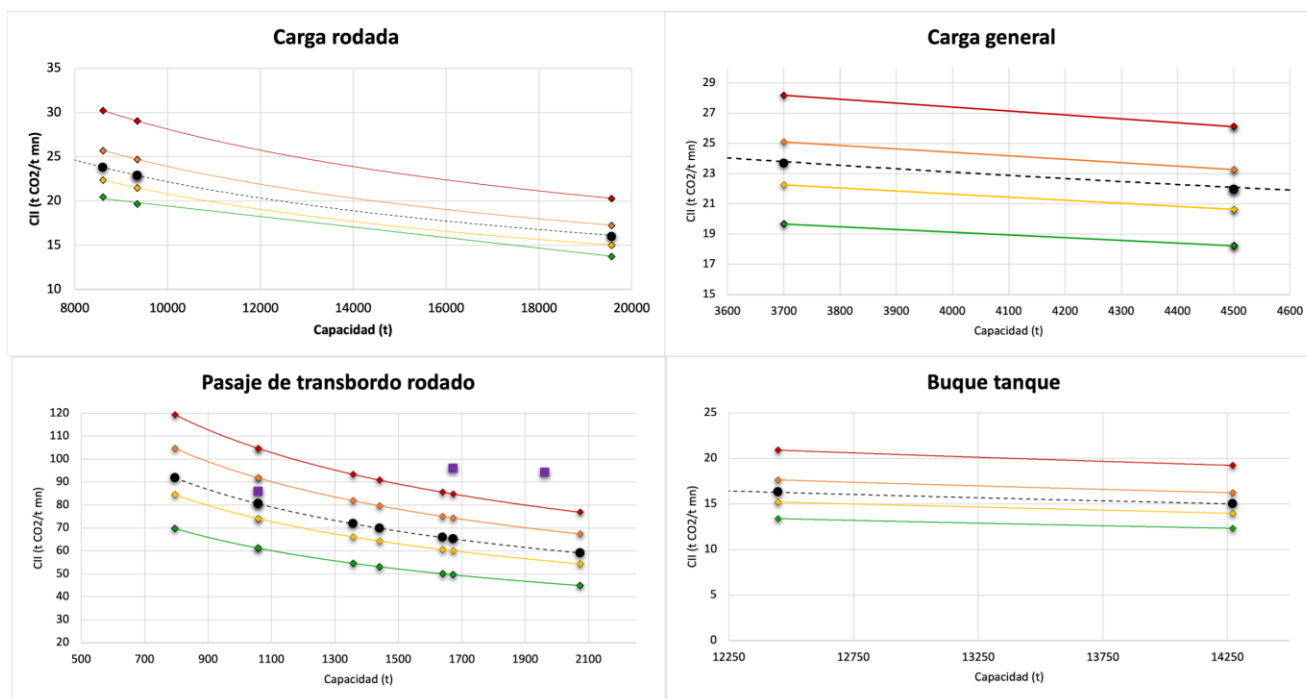 Carga rodada
CII (t CO2/t mn)
35
30
25
20
15
10
8000 10000 12000 14000 16000 18000 20000
Capacidad (t)
Carga general
CII (t CO2/t mn)
29
27
25
23
21
19
17
15
3600 3700 3800 3900 4000 4100 4200 4300 4400 4500 4600
Capacidad (t)
Pasaje de transbordo rodado
CII (t CO2/t mn)
120
110
100
90
80
70
60
50
40
30
20
500 700 900 1100 1300 1500 1700 1900 2100
Capacidad (t)
Buque tanque
CII (t CO2/t mn)
25
20
15
10
5
0
12250 12750 13250 13750 14250
Capacidad (t)